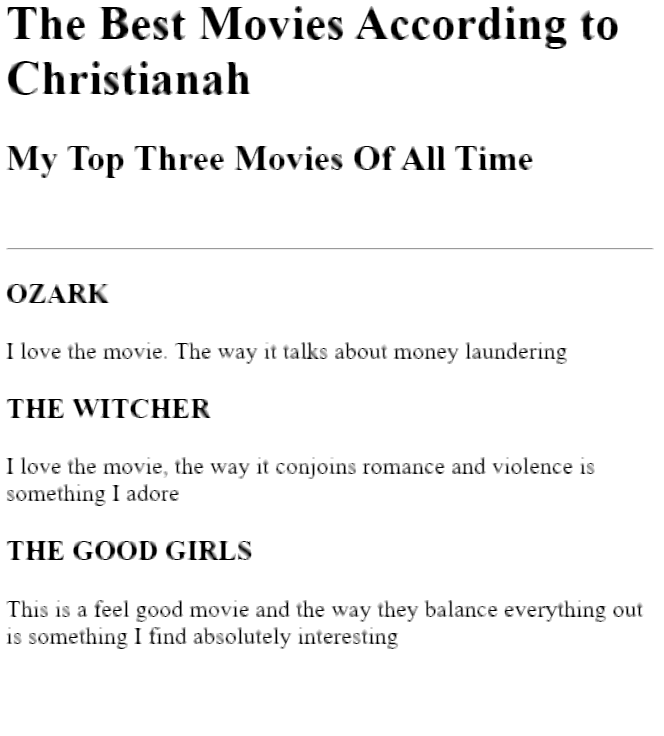 The Best Movies According to
Christianah
My Top Three Movies Of All Time
OZARK
I love the movie. The way it talks about money laundering
THE WITCHER
I love the movie, the way it conjoins romance and violence is
something I adore
THE GOOD GIRLS
This is a feel good movie and the way they balance everything out
is something I find absolutely interesting